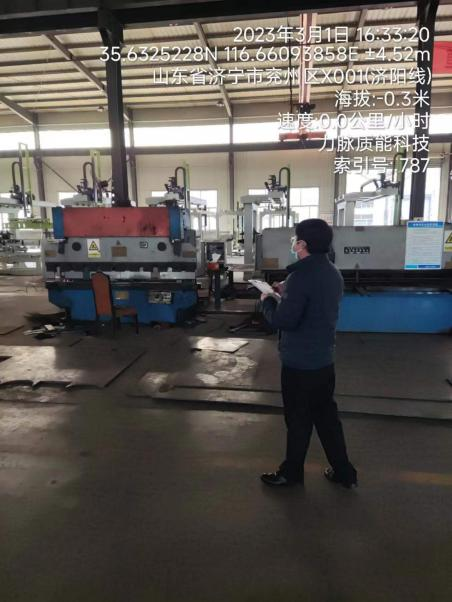 2023年3月1日 16:33:20
35.6325228N 116.66093858E ±4.52m
山东省济宁市兖州区X001(济阳线)
海拔:-0.3米
速度:0.0公里/小时
力脉质能科技
索引号: 787